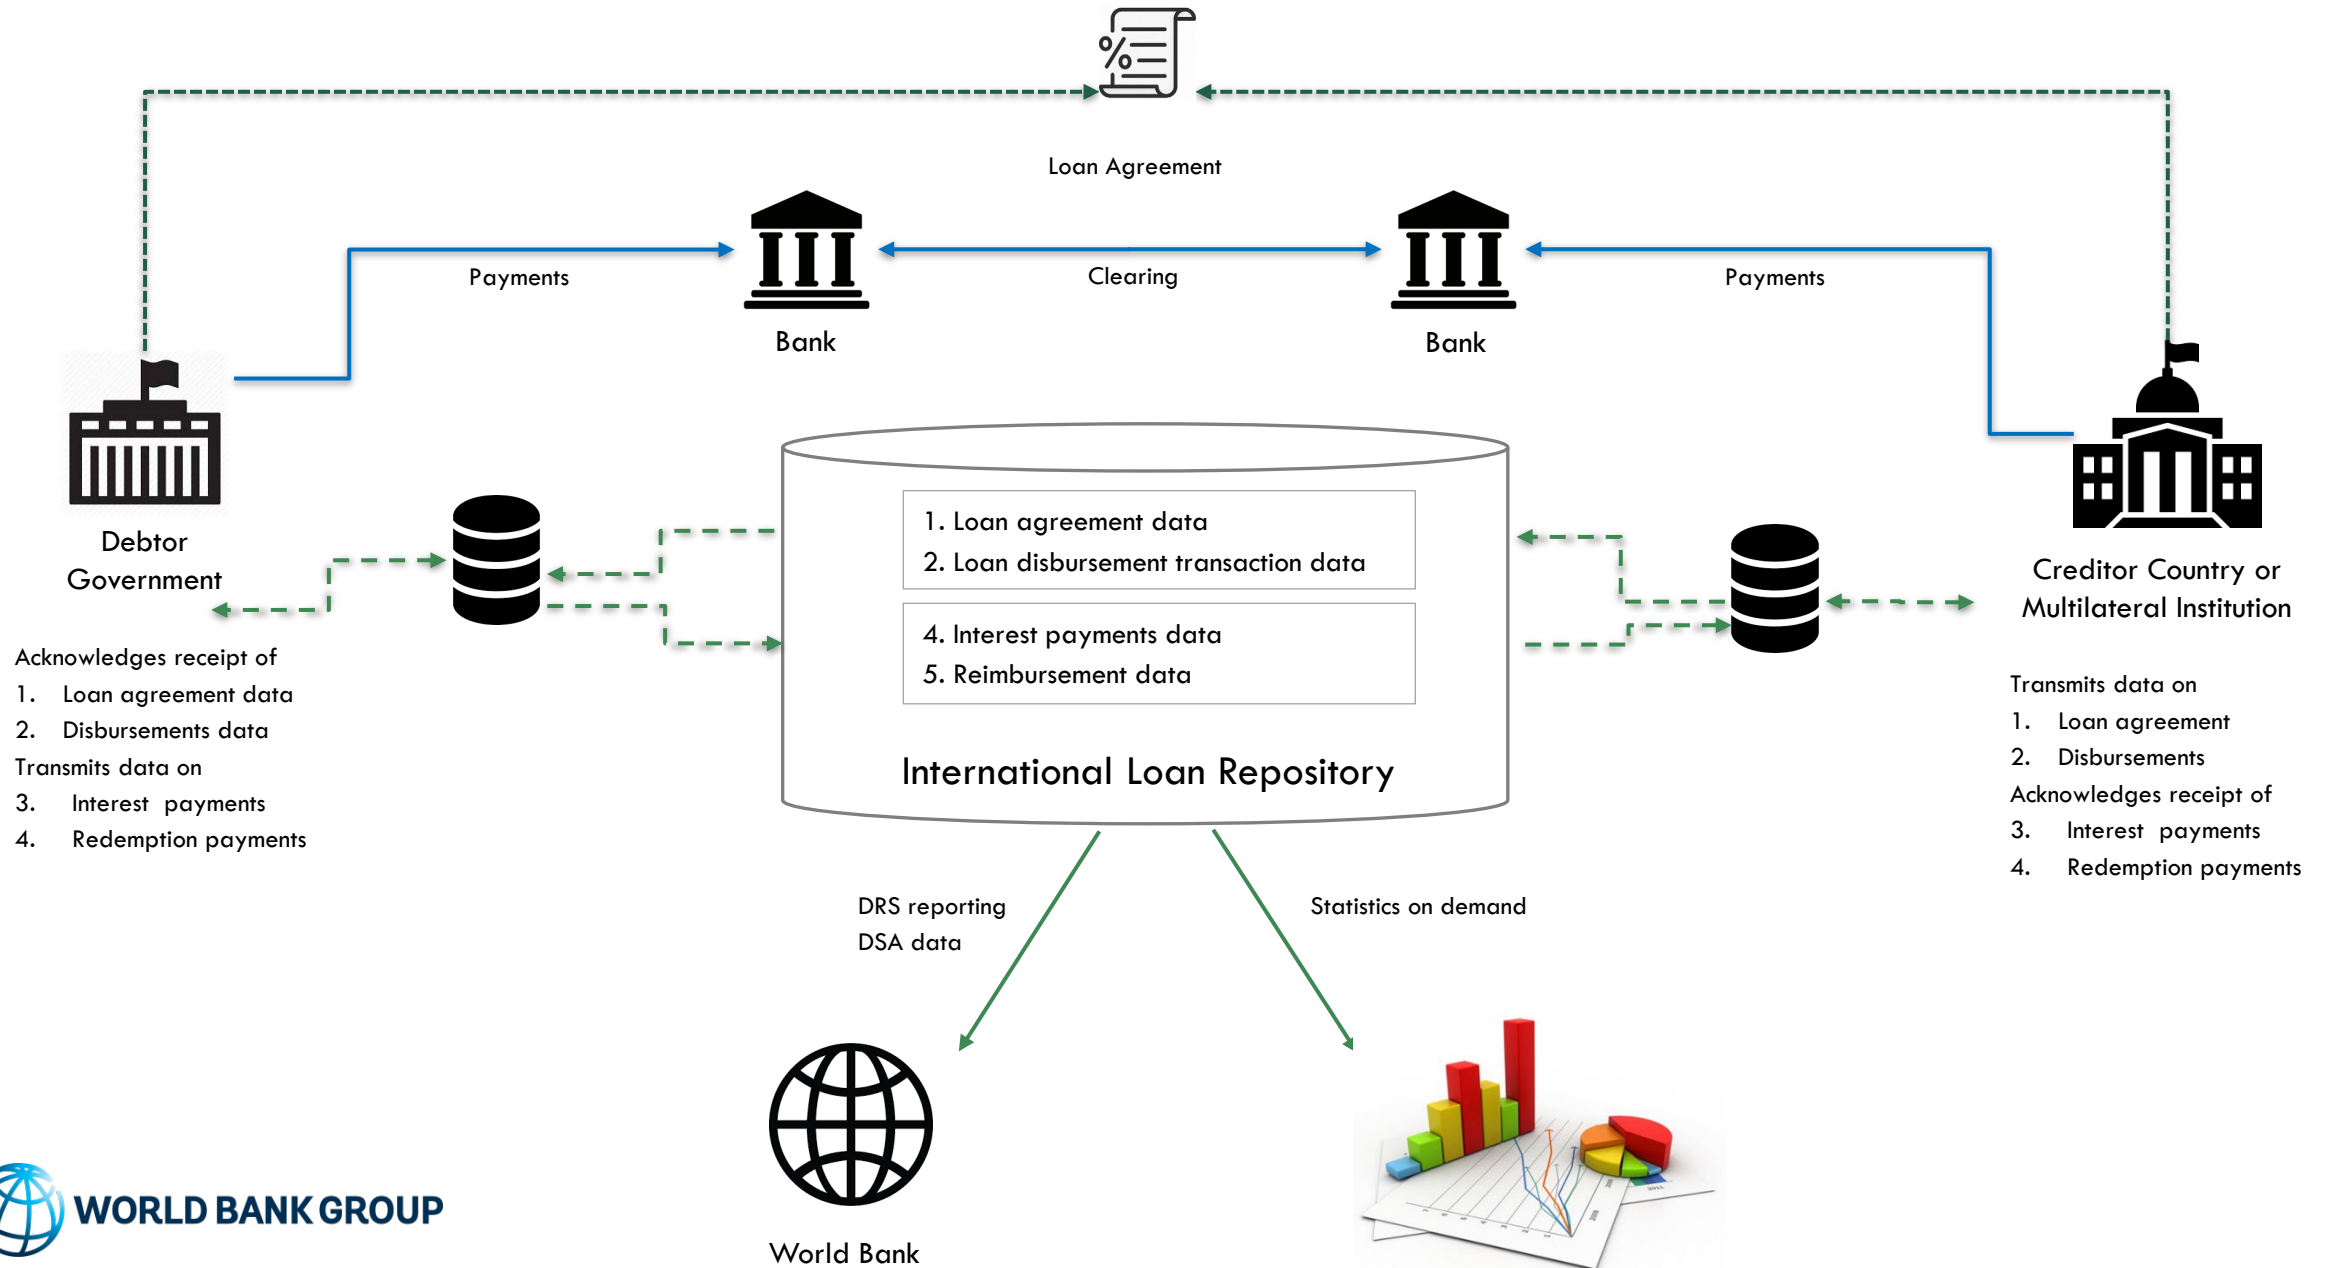 Loan Agreement
Payments
Clearing
Payments
Bank
Bank
Debtor
Government
1. Loan agreement data
2. Loan disbursement transaction data
4. Interest payments data
5. Reimbursement data
International Loan Repository
Creditor Country or
Multilateral Institution
Acknowledges receipt of
1. Loan agreement data
2. Disbursements data
Transmits data on
3. Interest payments
4. Redemption payments
Transmits data on
1. Loan agreement
2. Disbursements
Acknowledges receipt of
3. Interest payments
4. Redemption payments
DRS reporting
DSA data
Statistics on demand
WORLD BANK GROUP
World Bank